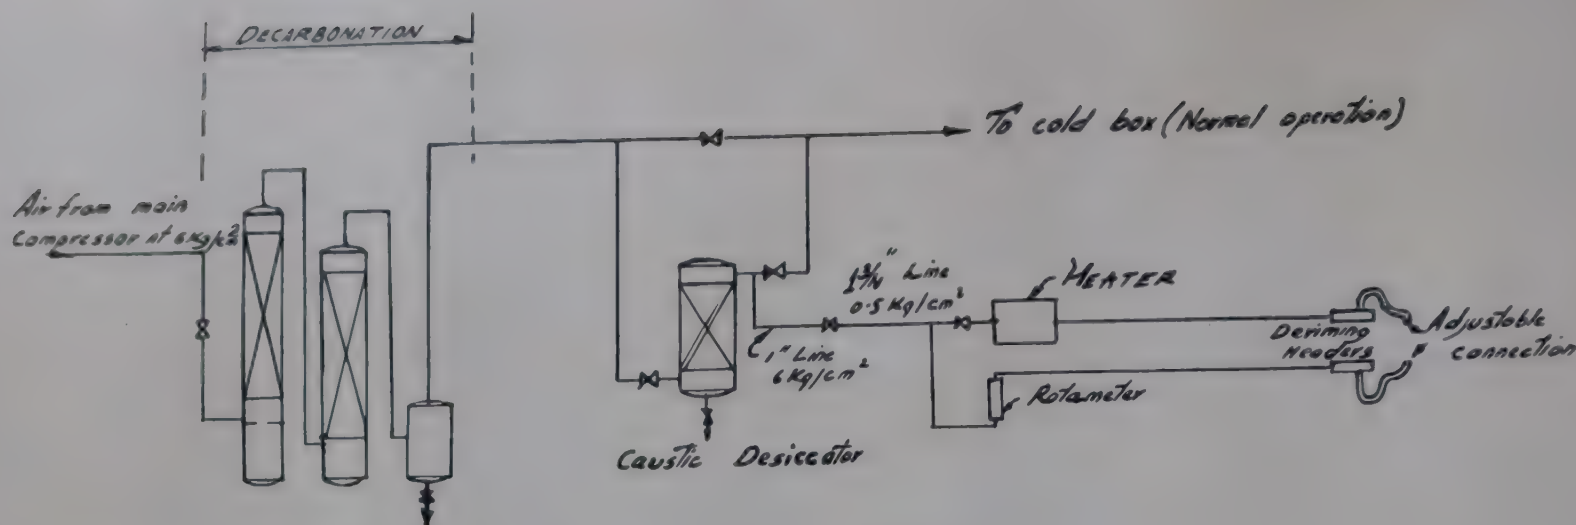 DECARBONATION
To cold box (Normal operation)
Air from main
Compressor at 6 Kg/cm²
1¾" Line
0.5 Kg/cm²
HEATER
1" Line
6 Kg/cm²
Deriming
Headers
Adjustable
connection
Rotameter
Caustic Desiccator